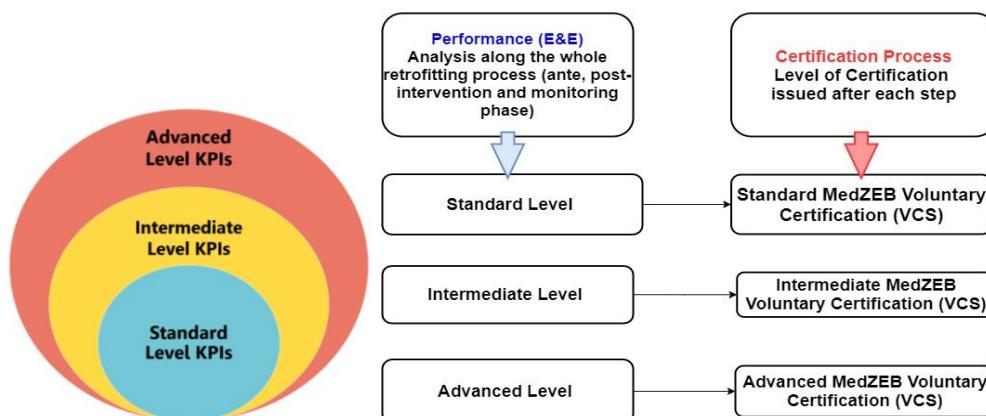 Advanced
Level KPIs
Intermediate
Level KPIs
Standard
Level KPIs
Performance (E&E)
Analysis along the whole
retrofitting process (ante, post-
intervention and monitoring
phase)
Certification Process
Level of Certification
issued after each step
Standard Level
Standard MedZEB Voluntary
Certification (VCS)
Intermediate Level
Intermediate MedZEB
Voluntary Certification (VCS)
Advanced Level
Advanced MedZEB Voluntary
Certification (VCS)